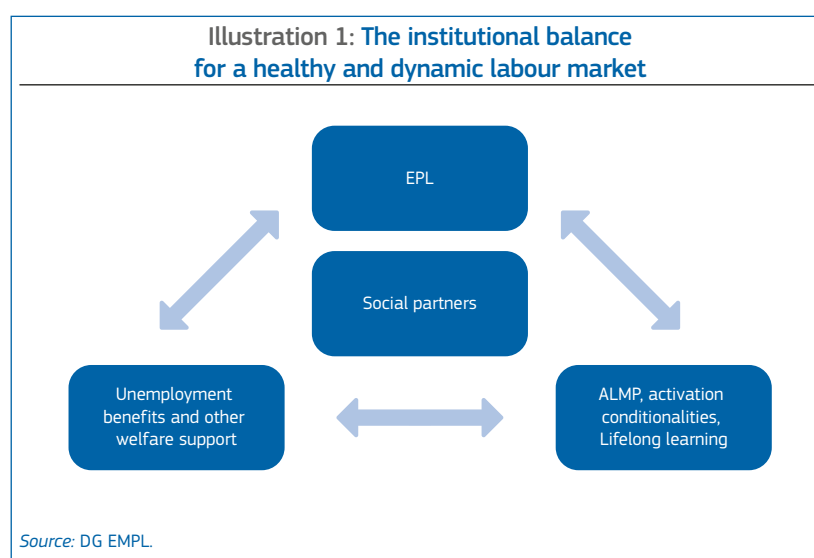 Illustration 1: The institutional balance
for a healthy and dynamic labour market
EPL
Social partners
Unemployment
benefits and other
welfare support
ALMP, activation
conditionalities,
Lifelong learning
Source: DG EMPL.